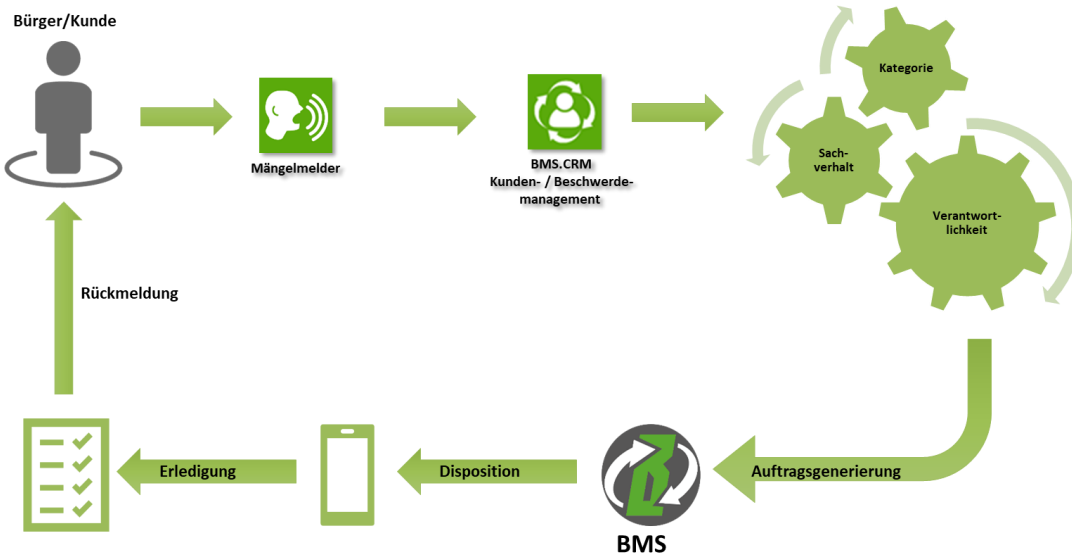 Bürger/Kunde
Mängelmelder
BMS.CRM
Kunden- / Beschwerde-
management
Kategorie
Sach-
verhalt
Verantwort-
lichkeit
Rückmeldung
Erledigung
Disposition
Auftragsgenerierung
BMS